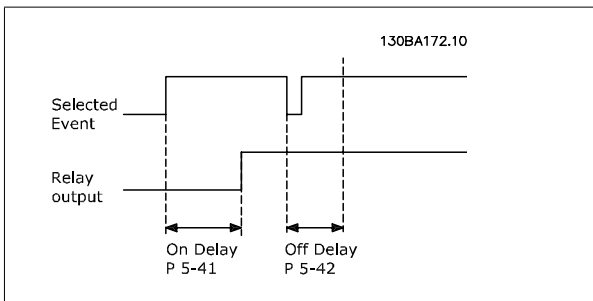 130BA172.10
Selected
Event
Relay
output
On Delay
P 5-41
Off Delay
P 5-42